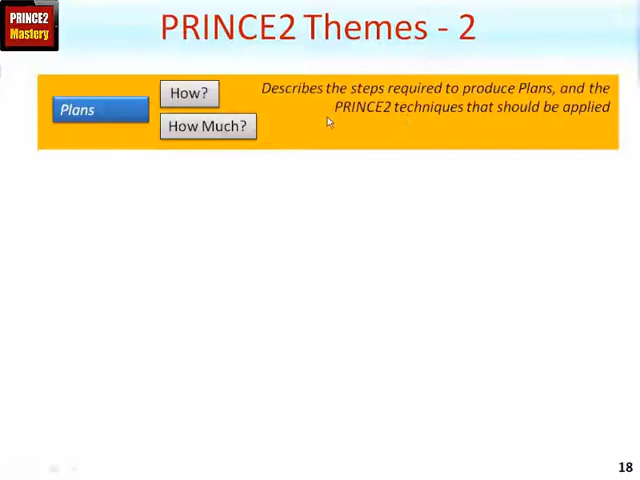 PRINCE2
Mastery
PRINCE2 Themes - 2
Plans
How?
How Much?
Describes the steps required to produce Plans, and the
PRINCE2 techniques that should be applied
18